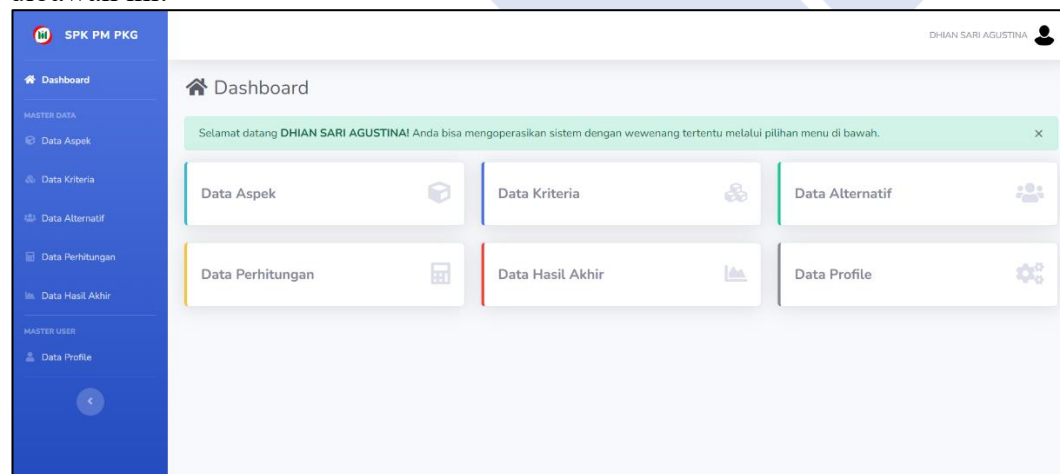 SPK PM PKG
DHIAN SARI AGUSTINA
Dashboard
Dashboard
MASTER DATA
Selamat datang DHIAN SARI AGUSTINA! Anda bisa mengoperasikan sistem dengan wewenang tertentu melalui pilihan menu di bawah.
Data Aspek
Data Kriteria
Data Alternatif
Data Perhitungan
Data Hasil Akhir
MASTER USER
Data Profile
Data Aspek
Data Kriteria
Data Alternatif
Data Perhitungan
Data Hasil Akhir
Data Profile